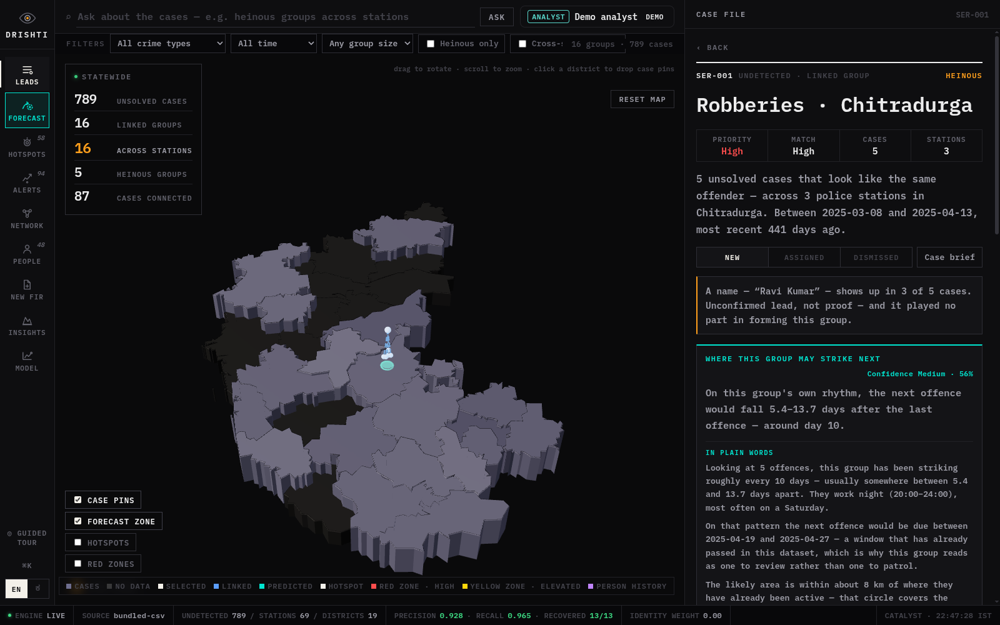 DRISHTI
Ask about the cases — e.g. heinous groups across stations
ASK
ANALYST Demo analyst DEMO
FILTERS
All crime types
All time
Any group size
Heinous only
Cross-
16 groups · 789 cases
LEADS
FORECAST
HOTSPOTS 58
ALERTS 94
NETWORK
PEOPLE 48
NEW FIR
INSIGHTS
MODEL
GUIDED
TOUR
⌘K
EN
STATEWIDE
789 UNSOLVED CASES
16 LINKED GROUPS
16 ACROSS STATIONS
5 HEINOUS GROUPS
87 CASES CONNECTED
drag to rotate · scroll to zoom · click a district to drop case pins
RESET MAP
CASE PINS
FORECAST ZONE
HOTSPOTS
RED ZONES
CASES NO DATA SELECTED LINKED PREDICTED HOTSPOT RED ZONE · HIGH YELLOW ZONE · ELEVATED PERSON HISTORY
CASE FILE SER-001
‹ BACK
SER-001 UNDETECTED · LINKED GROUP HEINOUS
Robberies · Chitradurga
PRIORITY MATCH CASES STATIONS
High High 5 3
5 unsolved cases that look like the same
offender — across 3 police stations in
Chitradurga. Between 2025-03-08 and 2025-04-13,
most recent 441 days ago.
NEW ASSIGNED DISMISSED Case brief
A name — “Ravi Kumar” — shows up in 3 of 5 cases.
Unconfirmed lead, not proof — and it played no
part in forming this group.
WHERE THIS GROUP MAY STRIKE NEXT
Confidence Medium · 56%
On this group's own rhythm, the next offence
would fall 5.4–13.7 days after the last
offence — around day 10.
IN PLAIN WORDS
Looking at 5 offences, this group has been striking
roughly every 10 days — usually somewhere between 5.4
and 13.7 days apart. They work night (20:00–24:00),
most often on a Saturday.
On that pattern the next offence would be due between
2025-04-19 and 2025-04-27 — a window that has already
passed in this dataset, which is why this group reads
as one to review rather than one to patrol.
The likely area is within about 8 km of where they
have already been active — that circle covers the
ENGINE LIVE SOURCE bundled-csv UNDETECTED 789 / STATIONS 69 / DISTRICTS 19 PRECISION 0.928 · RECALL 0.965 · RECOVERED 13/13 IDENTITY WEIGHT 0.00 CATALYST · 22:47:28 IST